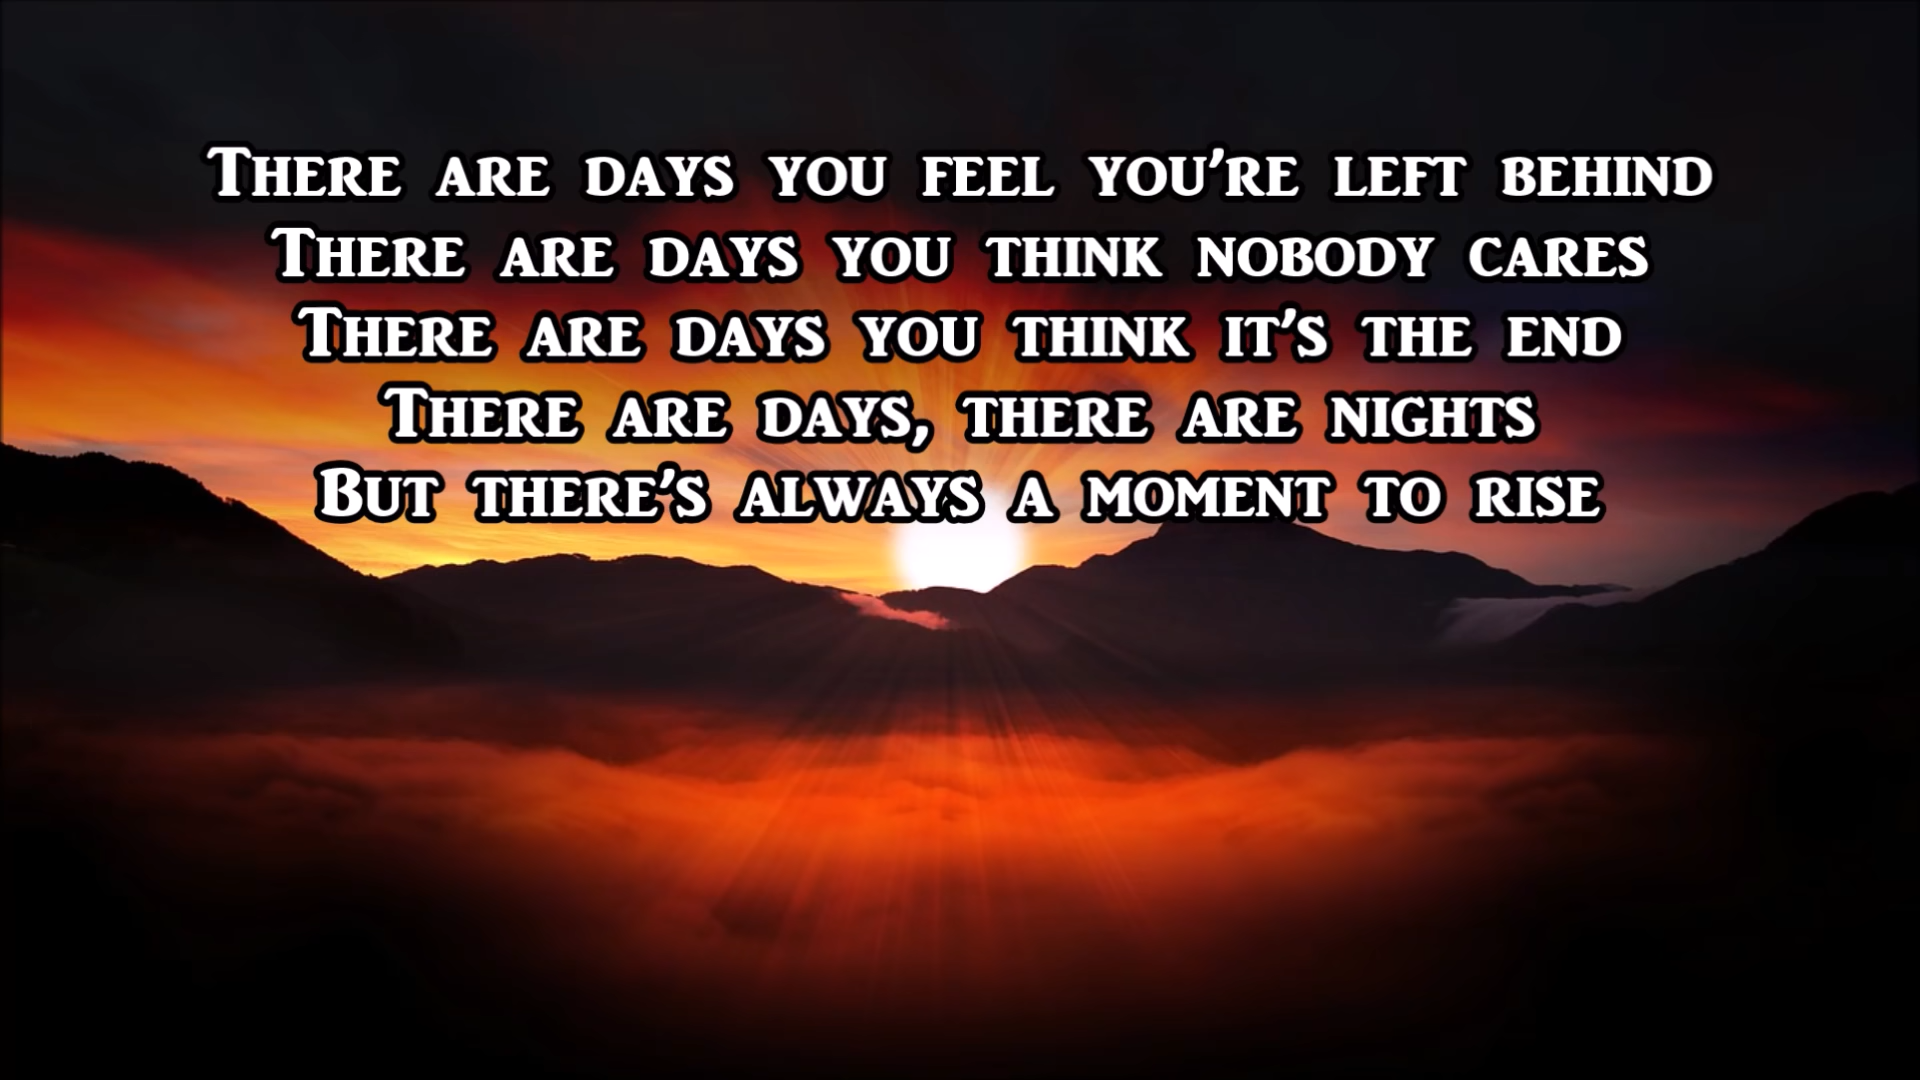 There are days you feel you're left behind
There are days you think nobody cares
There are days you think it's the end
There are days, there are nights
But there's always a moment to rise